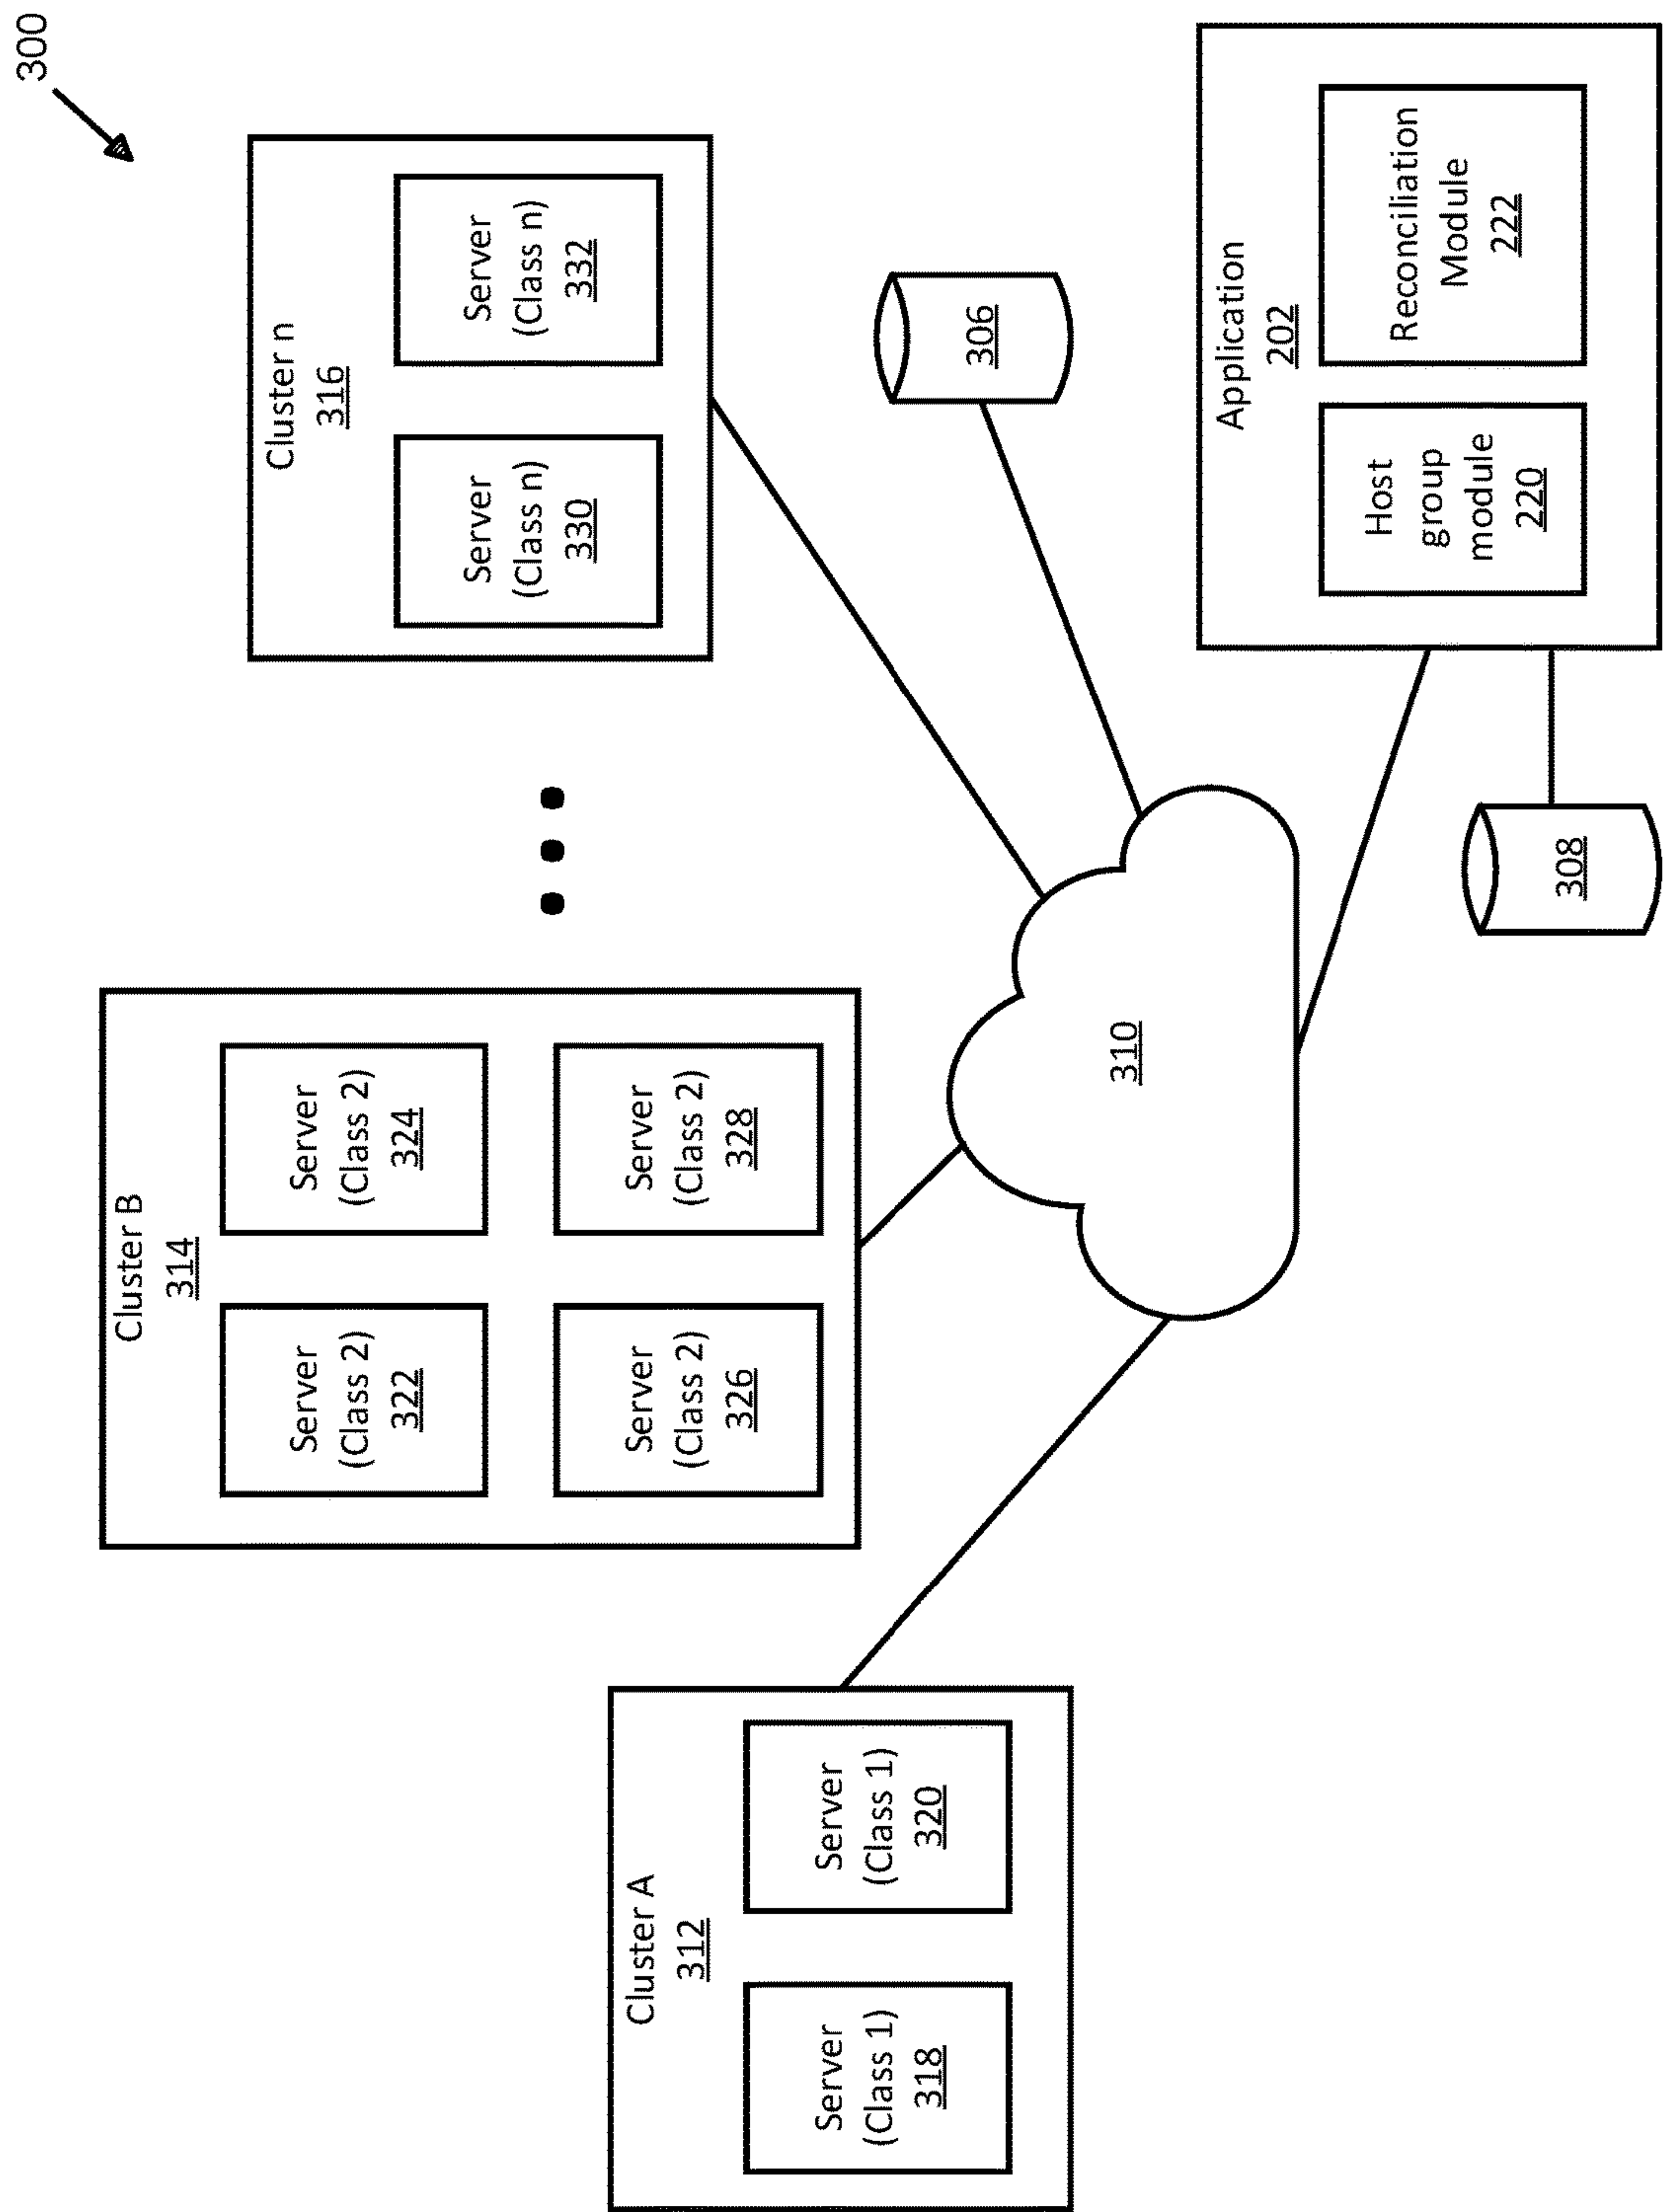 300
Cluster A
312
Server
(Class 1)
318
Server
(Class 1)
320
Cluster B
314
Server
(Class 2)
322
Server
(Class 2)
324
Server
(Class 2)
326
Server
(Class 2)
328
Cluster n
316
Server
(Class n)
330
Server
(Class n)
332
310
306
308
Application
202
Host
group
module
220
Reconciliation
Module
222